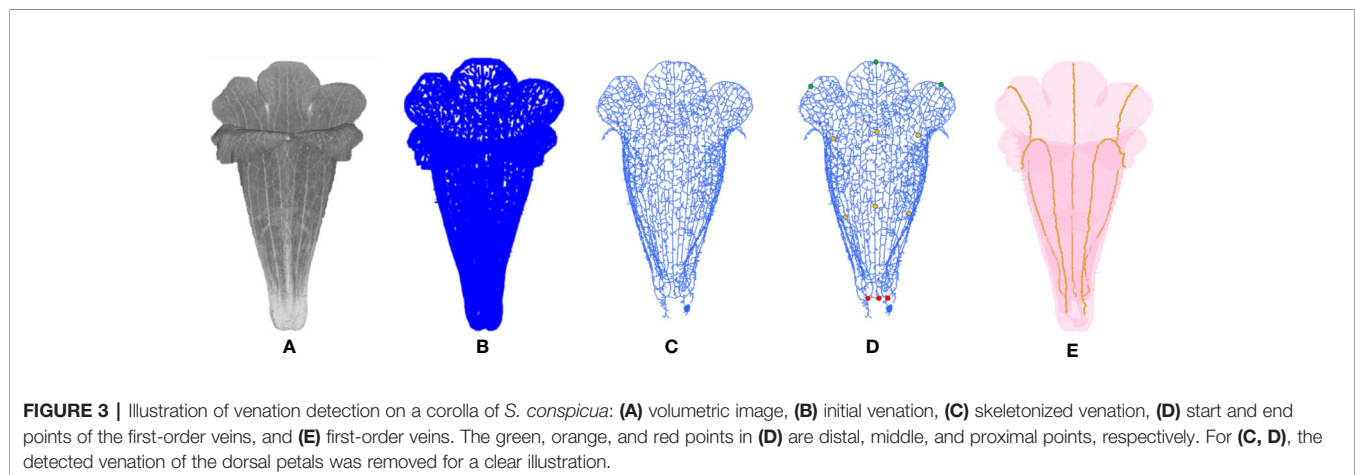 A B C D E
FIGURE 3 | Illustration of venation detection on a corolla of S. conspicua: (A) volumetric image, (B) initial venation, (C) skeletonized venation, (D) start and end
points of the first-order veins, and (E) first-order veins. The green, orange, and red points in (D) are distal, middle, and proximal points, respectively. For (C, D), the
detected venation of the dorsal petals was removed for a clear illustration.